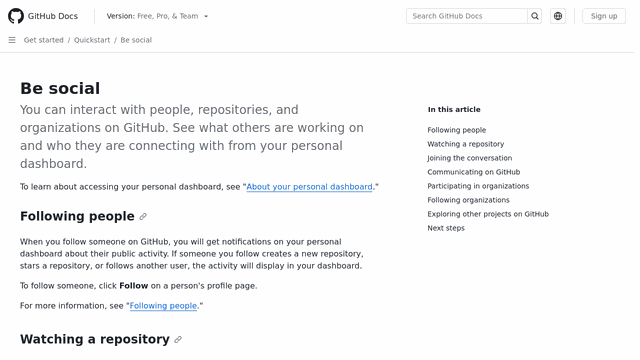 GitHub Docs
Version: Free, Pro, & Team
Search GitHub Docs
Sign up
Get started / Quickstart / Be social
Be social
You can interact with people, repositories, and
organizations on GitHub. See what others are working on
and who they are connecting with from your personal
dashboard.
To learn about accessing your personal dashboard, see "About your personal dashboard."
Following people
When you follow someone on GitHub, you will get notifications on your personal
dashboard about their public activity. If someone you follow creates a new repository,
stars a repository, or follows another user, the activity will display in your dashboard.
To follow someone, click Follow on a person's profile page.
For more information, see "Following people."
Watching a repository
In this article
Following people
Watching a repository
Joining the conversation
Communicating on GitHub
Participating in organizations
Following organizations
Exploring other projects on GitHub
Next steps